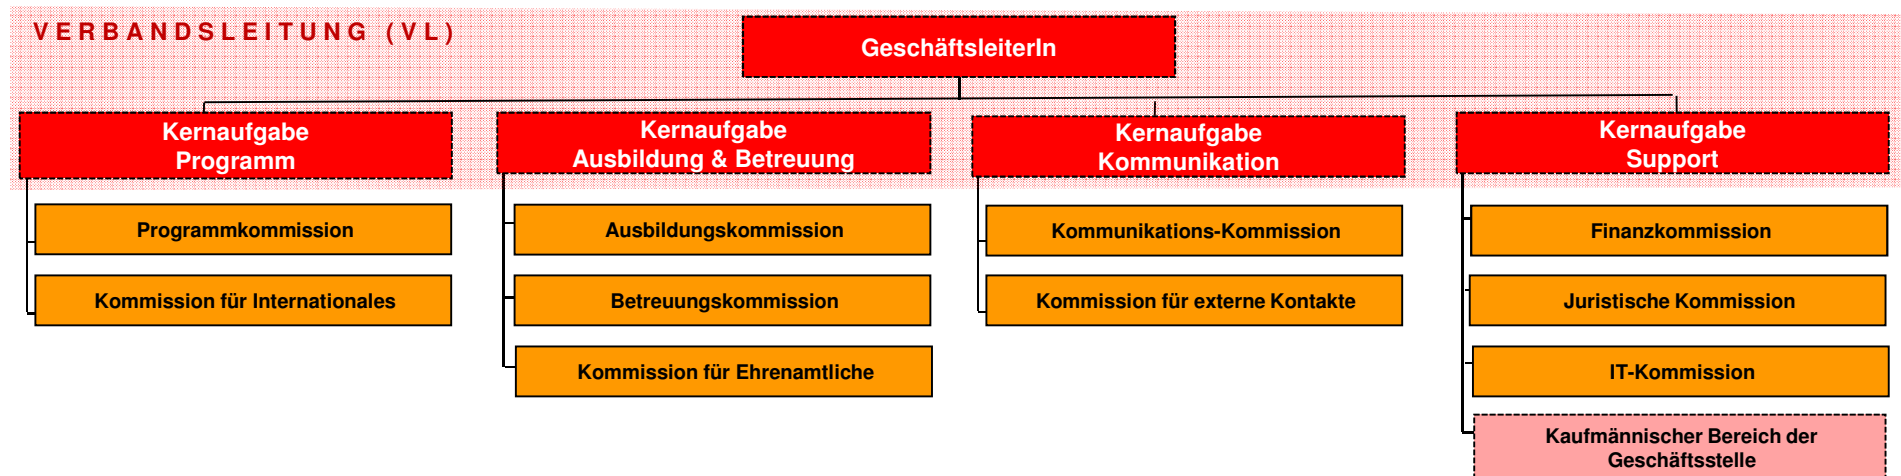 VERBANDSLEITUNG (VL)
GeschäftsleiterIn
Kernaufgabe
Programm
Kernaufgabe
Ausbildung & Betreuung
Kernaufgabe
Kommunikation
Kernaufgabe
Support
Programmkommission
Kommission für Internationales
Ausbildungskommission
Betreuungskommission
Kommission für Ehrenamtliche
Kommunikations-Kommission
Kommission für externe Kontakte
Finanzkommission
Juristische Kommission
IT-Kommission
Kaufmännischer Bereich der
Geschäftsstelle